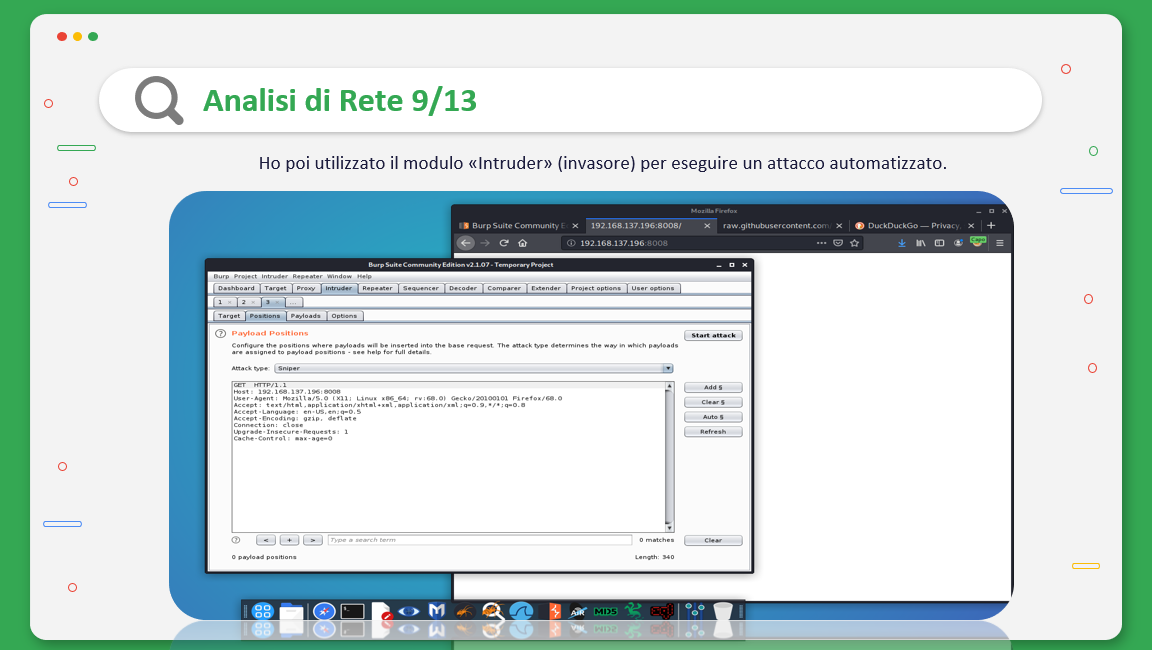 Analisi di Rete 9/13
Ho poi utilizzato il modulo «Intruder» (invasore) per eseguire un attacco automatizzato.
Mozilla Firefox
Burp Suite Community E
192.168.137.196:8008/
raw.githubusercontent.com
DuckDuckGo — Privacy,
192.168.137.196:8008
Burp Suite Community Edition v2.1.07 - Temporary Project
Burp Project Intruder Repeater Window Help
Dashboard Target Proxy Intruder Repeater Sequencer Decoder Comparer Extender Project options User options
1 × 2 × 3 × ...
Target Positions Payloads Options
? Payload Positions
Start attack
Configure the positions where payloads will be inserted into the base request. The attack type determines the way in which payloads
are assigned to payload positions - see help for full details.
Attack type: Sniper
GET HTTP/1.1
Host: 192.168.137.196:8008
User-Agent: Mozilla/5.0 (X11; Linux x86_64; rv:68.0) Gecko/20100101 Firefox/68.0
Accept: text/html,application/xhtml+xml,application/xml;q=0.9,*/*;q=0.8
Accept-Language: en-US,en;q=0.5
Accept-Encoding: gzip, deflate
Connection: close
Upgrade-Insecure-Requests: 1
Cache-Control: max-age=0
Add §
Clear §
Auto §
Refresh
? < + > Type a search term
0 matches
Clear
0 payload positions
Length: 340
AIR
MD5